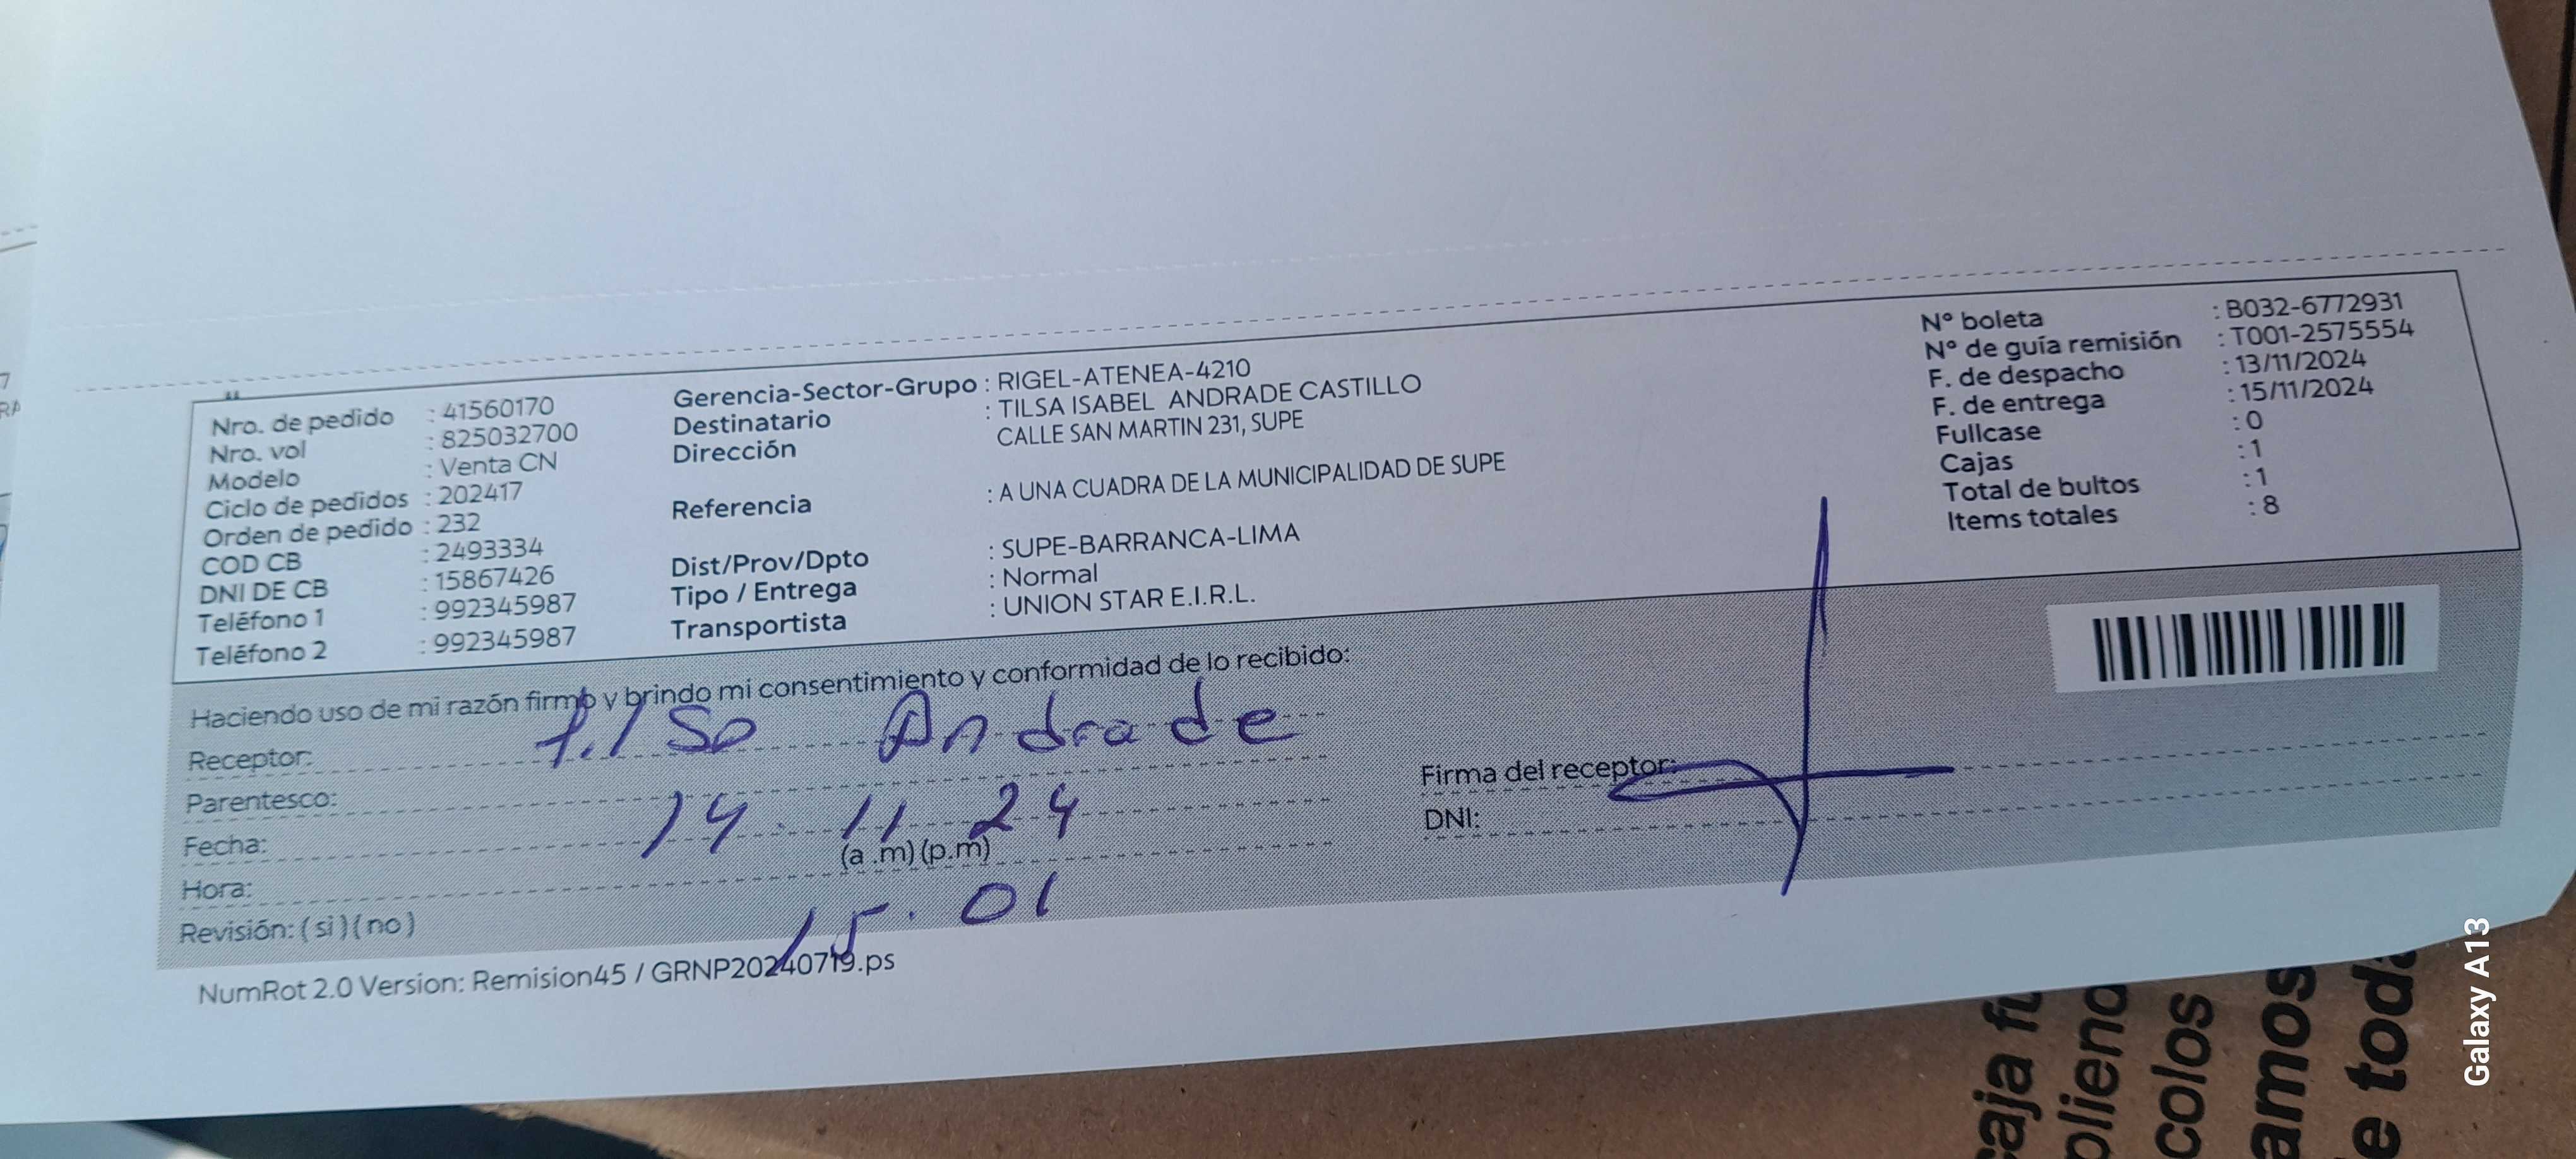 Nro. de pedido : 41560170
Nro. vol : 825032700
Modelo : Venta CN
Ciclo de pedidos : 202417
Orden de pedido : 232
COD CB : 2493334
DNI DE CB : 15867426
Teléfono 1 : 992345987
Teléfono 2 : 992345987
Gerencia-Sector-Grupo : RIGEL-ATENEA-4210
Destinatario : TILSA ISABEL ANDRADE CASTILLO
Dirección CALLE SAN MARTIN 231, SUPE
Referencia : A UNA CUADRA DE LA MUNICIPALIDAD DE SUPE
Dist/Prov/Dpto : SUPE-BARRANCA-LIMA
Tipo / Entrega : Normal
Transportista : UNION STAR E.I.R.L.
N° boleta : B032-6772931
N° de guía remisión : T001-2575554
F. de despacho : 13/11/2024
F. de entrega : 15/11/2024
Fullcase : 0
Cajas : 1
Total de bultos : 1
Items totales : 8
Haciendo uso de mi razón firmo y brindo mi consentimiento y conformidad de lo recibido:
Receptor: Andrade
Parentesco:
Fecha: 14 11 24
(a .m) (p.m)
Hora: 15.01
Revisión: ( si ) ( no )
Firma del receptor:
DNI:
NumRot 2.0 Version: Remision45 / GRNP20240719.ps
caja
colos
amos
Galaxy A13